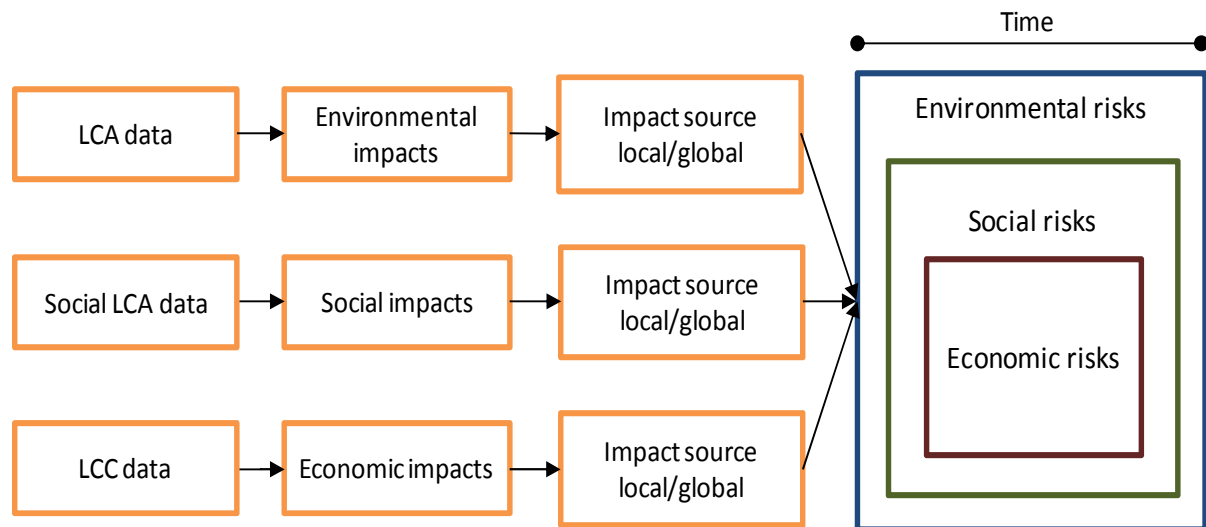 Time
LCA data
Environmental
impacts
Impact source
local/global
Environmental risks
Social LCA data
Social impacts
Impact source
local/global
Social risks
Economic risks
LCC data
Economic impacts
Impact source
local/global